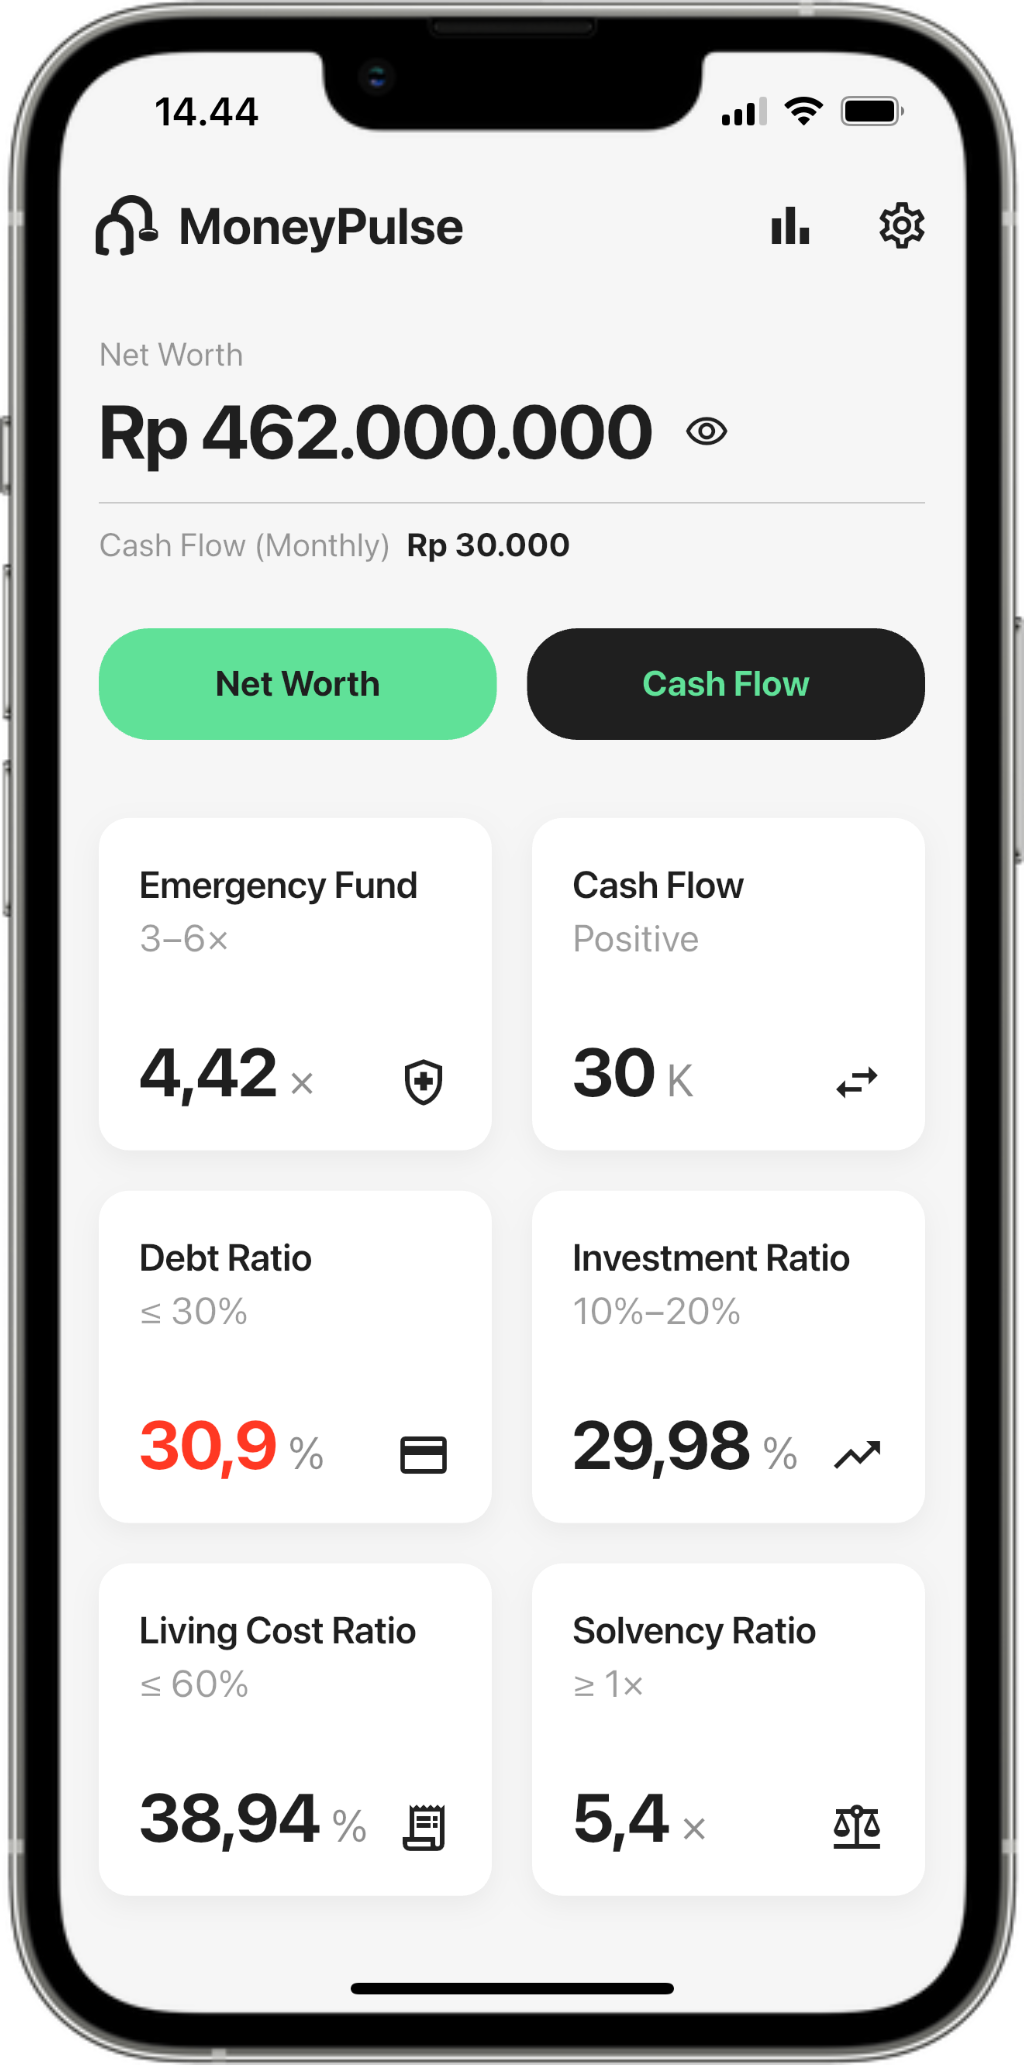 14.44
MoneyPulse
Net Worth
Rp 462.000.000
Cash Flow (Monthly) Rp 30.000
Net Worth
Cash Flow
Emergency Fund
3–6×
4,42 ×
Cash Flow
Positive
30 K
Debt Ratio
≤ 30%
30,9 %
Investment Ratio
10%–20%
29,98 %
Living Cost Ratio
≤ 60%
38,94 %
Solvency Ratio
≥ 1×
5,4 ×